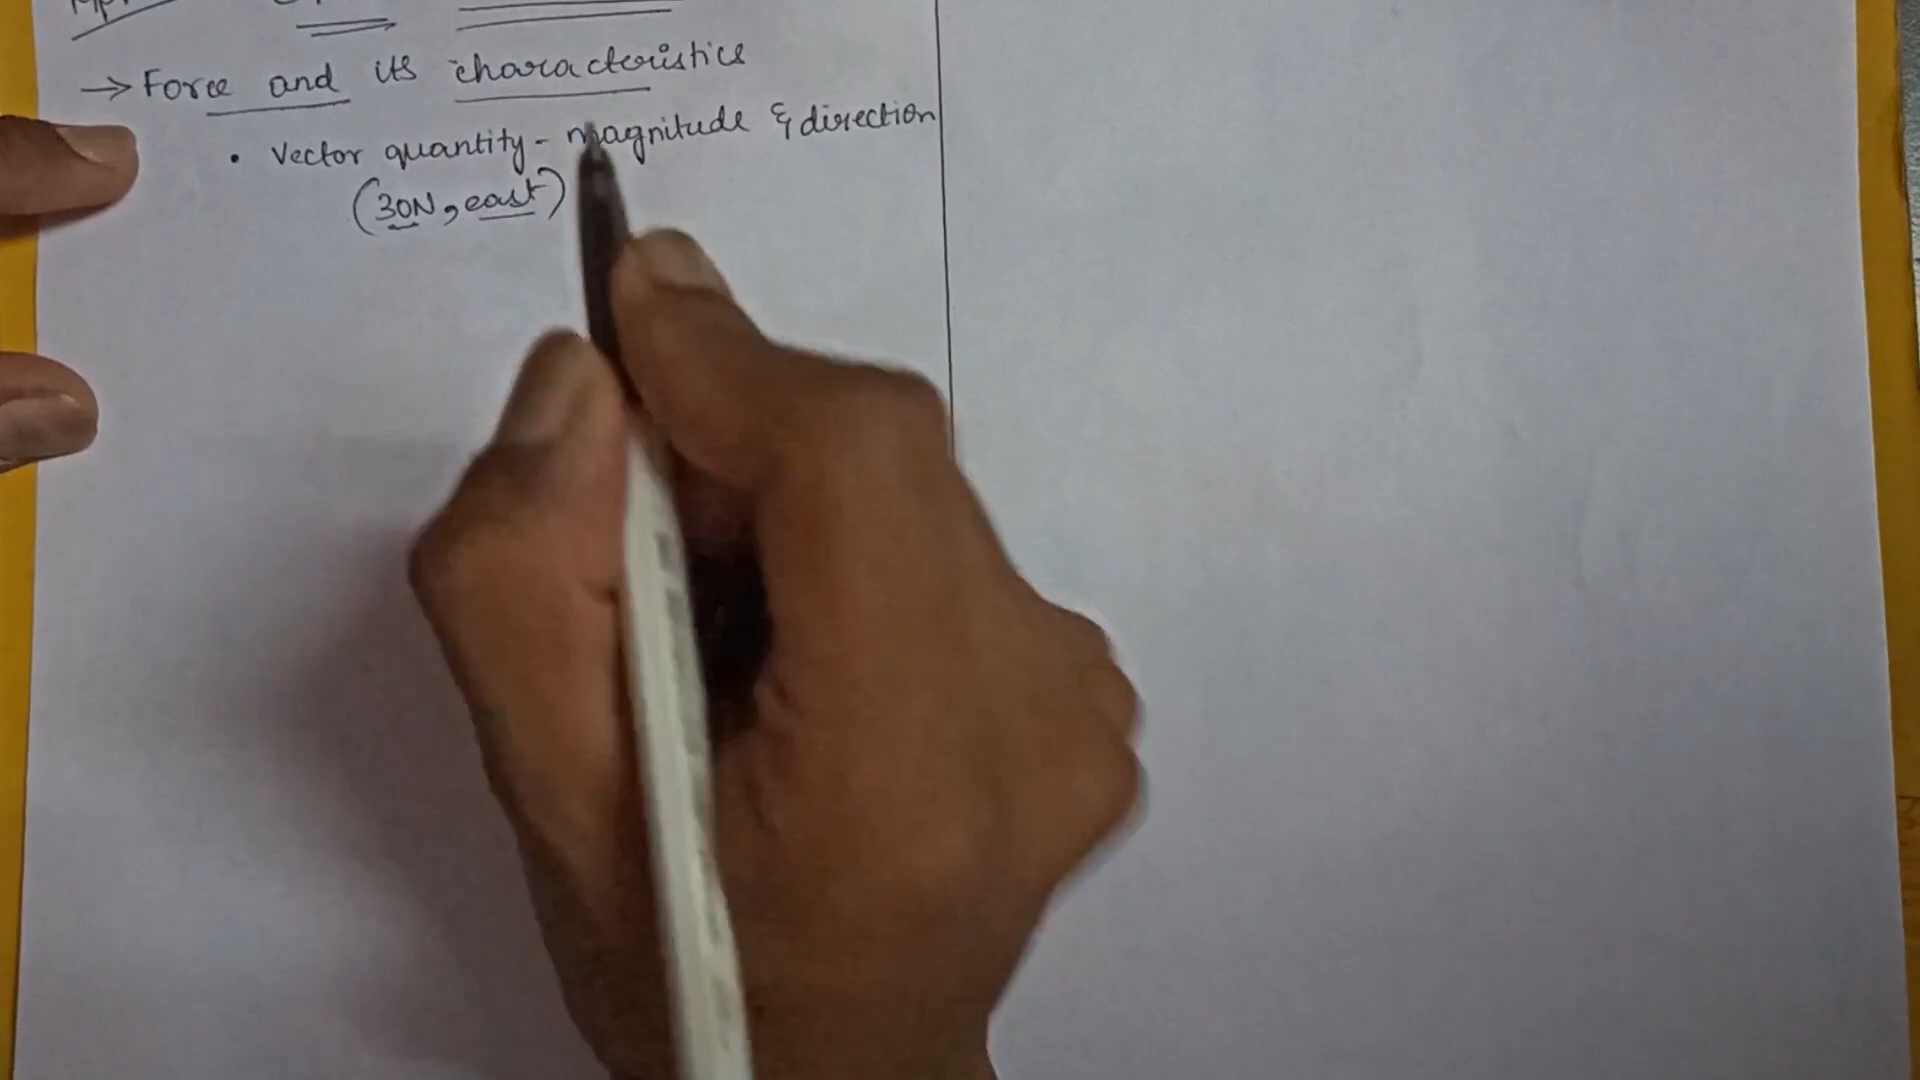 → Force and its characteristics
• Vector quantity - magnitude & direction
(30N, east)